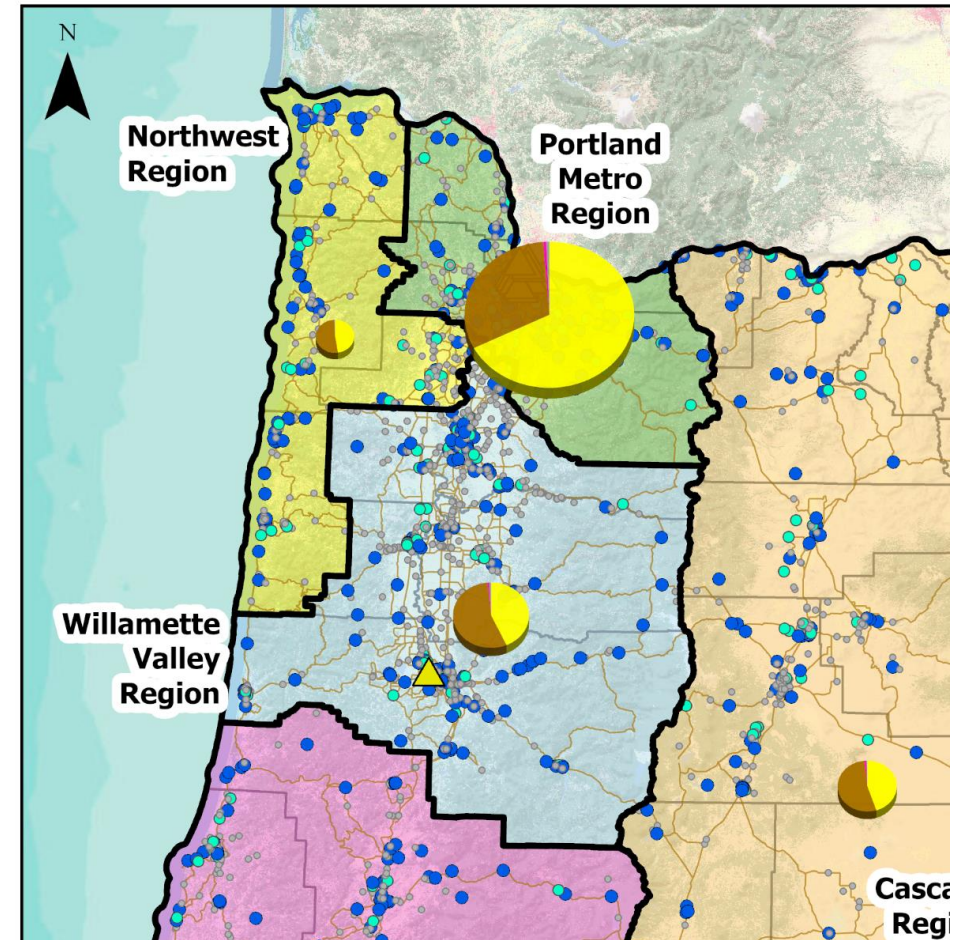 N
Northwest
Region
Portland
Metro
Region
Willamette
Valley
Region
Casca
Regi